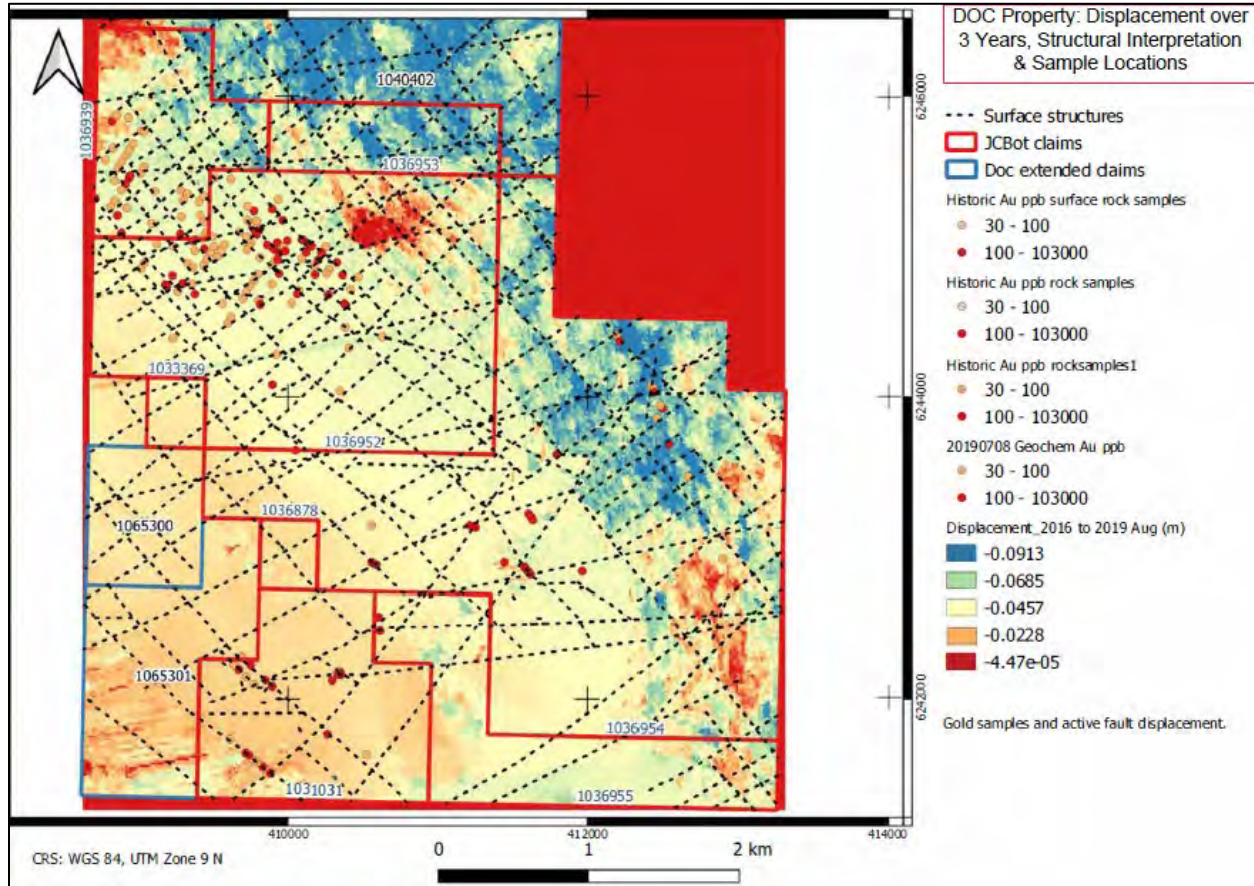 DOC Property: Displacement over
3 Years, Structural Interpretation
& Sample Locations
Surface structures
JCBot claims
Doc extended claims
Historic Au ppb surface rock samples
30 - 100
100 - 103000
Historic Au ppb rock samples
30 - 100
100 - 103000
Historic Au ppb rocksamples1
30 - 100
100 - 103000
20190708 Geochem Au ppb
30 - 100
100 - 103000
Displacement_2016 to 2019 Aug (m)
-0.0913
-0.0685
-0.0457
-0.0228
-4.47e-05
Gold samples and active fault displacement.
1040402
1036939
1036953
1033369
1036952
1036878
1065300
1065301
1036954
1031031
1036955
6246000
6244000
6242000
410000
412000
414000
CRS: WGS 84, UTM Zone 9 N
0 1 2 km